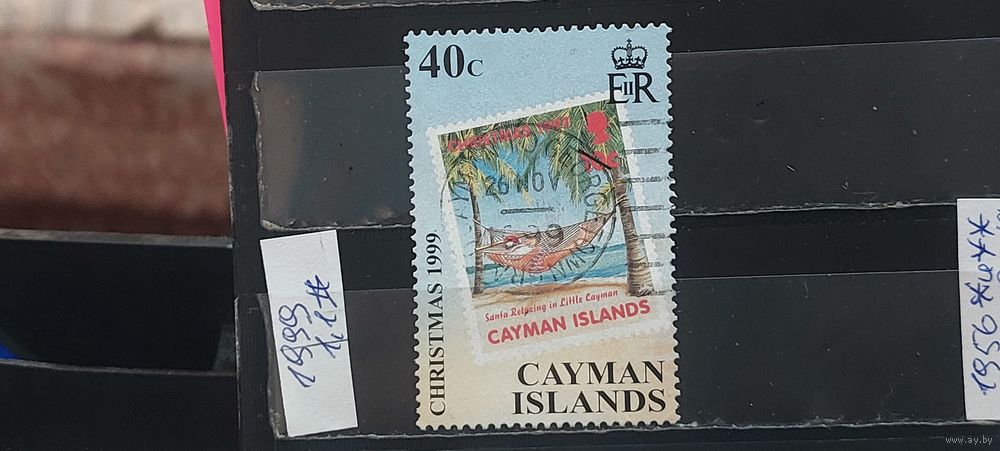 40c
EIIR
CHRISTMAS 1999
26 NOV
Santa Relaxing in Little Cayman
CAYMAN ISLANDS
CAYMAN
ISLANDS
1999
1956
www.ay.by